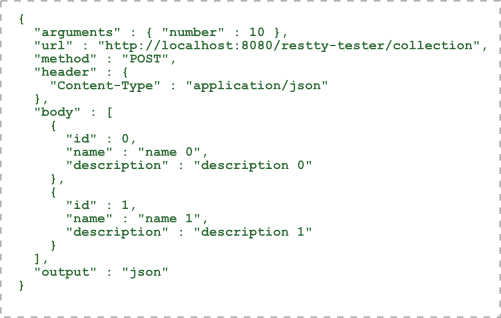 {
  "arguments" : { "number" : 10 },
  "url" : "http://localhost:8080/restty-tester/collection",
  "method" : "POST",
  "header" : {
    "Content-Type" : "application/json"
  },
  "body" : [
    {
      "id" : 0,
      "name" : "name 0",
      "description" : "description 0"
    },
    {
      "id" : 1,
      "name" : "name 1",
      "description" : "description 1"
    }
  ],
  "output" : "json"
}